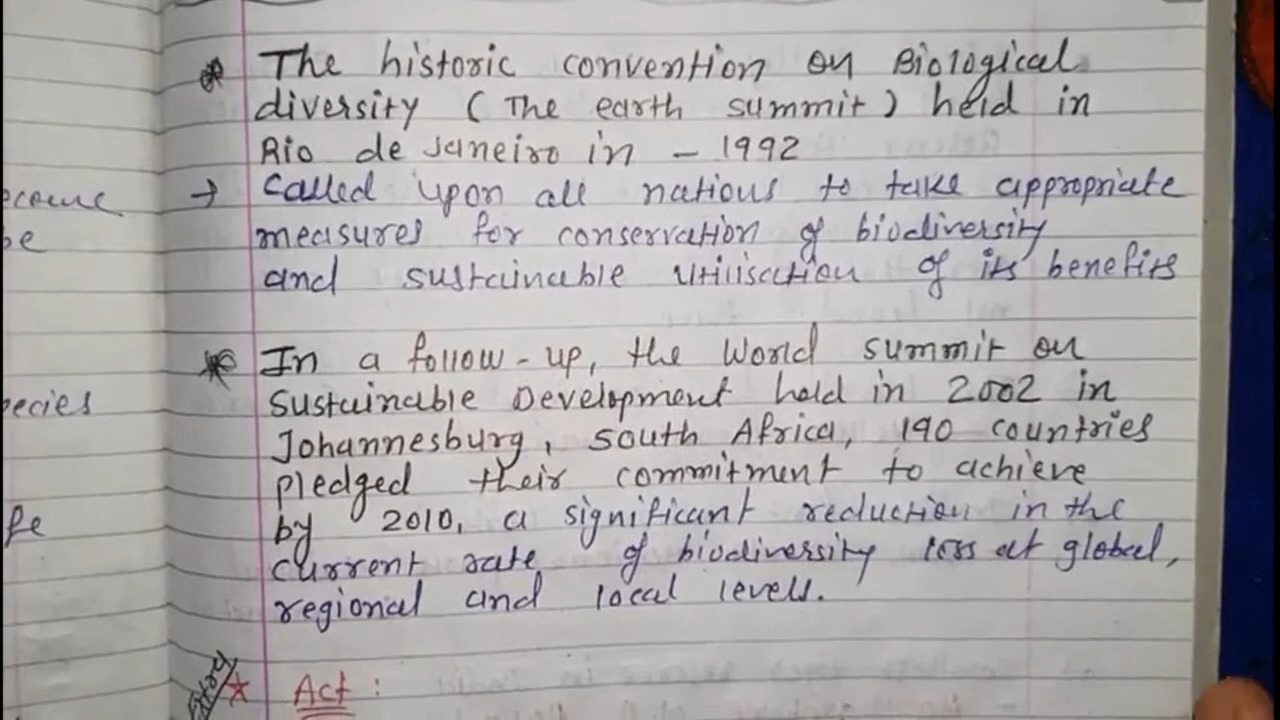 * The historic convention on Biological
diversity (The earth summit) held in
Rio de Janeiro in - 1992
→ Called upon all nations to take appropriate
measures for conservation of biodiversity
and sustainable utilisation of its benefits
* In a follow-up, the World summit on
Sustainable Development held in 2002 in
Johannesburg, South Africa, 190 countries
pledged their commitment to achieve
by 2010, a significant reduction in the
current rate of biodiversity loss at global,
regional and local levels.
* Act :
be
pecies
fe